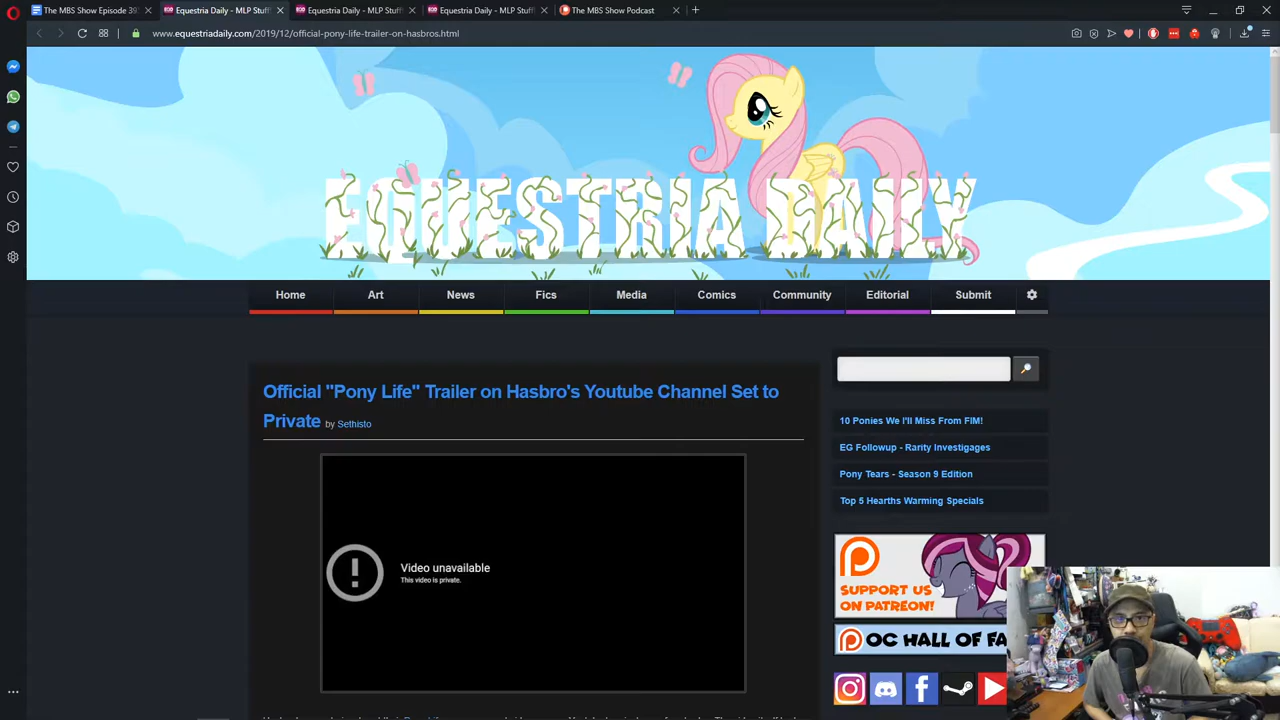 The MBS Show Episode 39
Equestria Daily - MLP Stuff
Equestria Daily - MLP Stuff
Equestria Daily - MLP Stuff
The MBS Show Podcast
www.equestriadaily.com/2019/12/official-pony-life-trailer-on-hasbros.html
EQUESTRIA DAILY
Home
Art
News
Fics
Media
Comics
Community
Editorial
Submit
Official "Pony Life" Trailer on Hasbro's Youtube Channel Set to
Private by Sethisto
Video unavailable
This video is private.
10 Ponies We I'll Miss From FIM!
EG Followup - Rarity Investigages
Pony Tears - Season 9 Edition
Top 5 Hearths Warming Specials
SUPPORT US
ON PATREON!
OC HALL OF FA